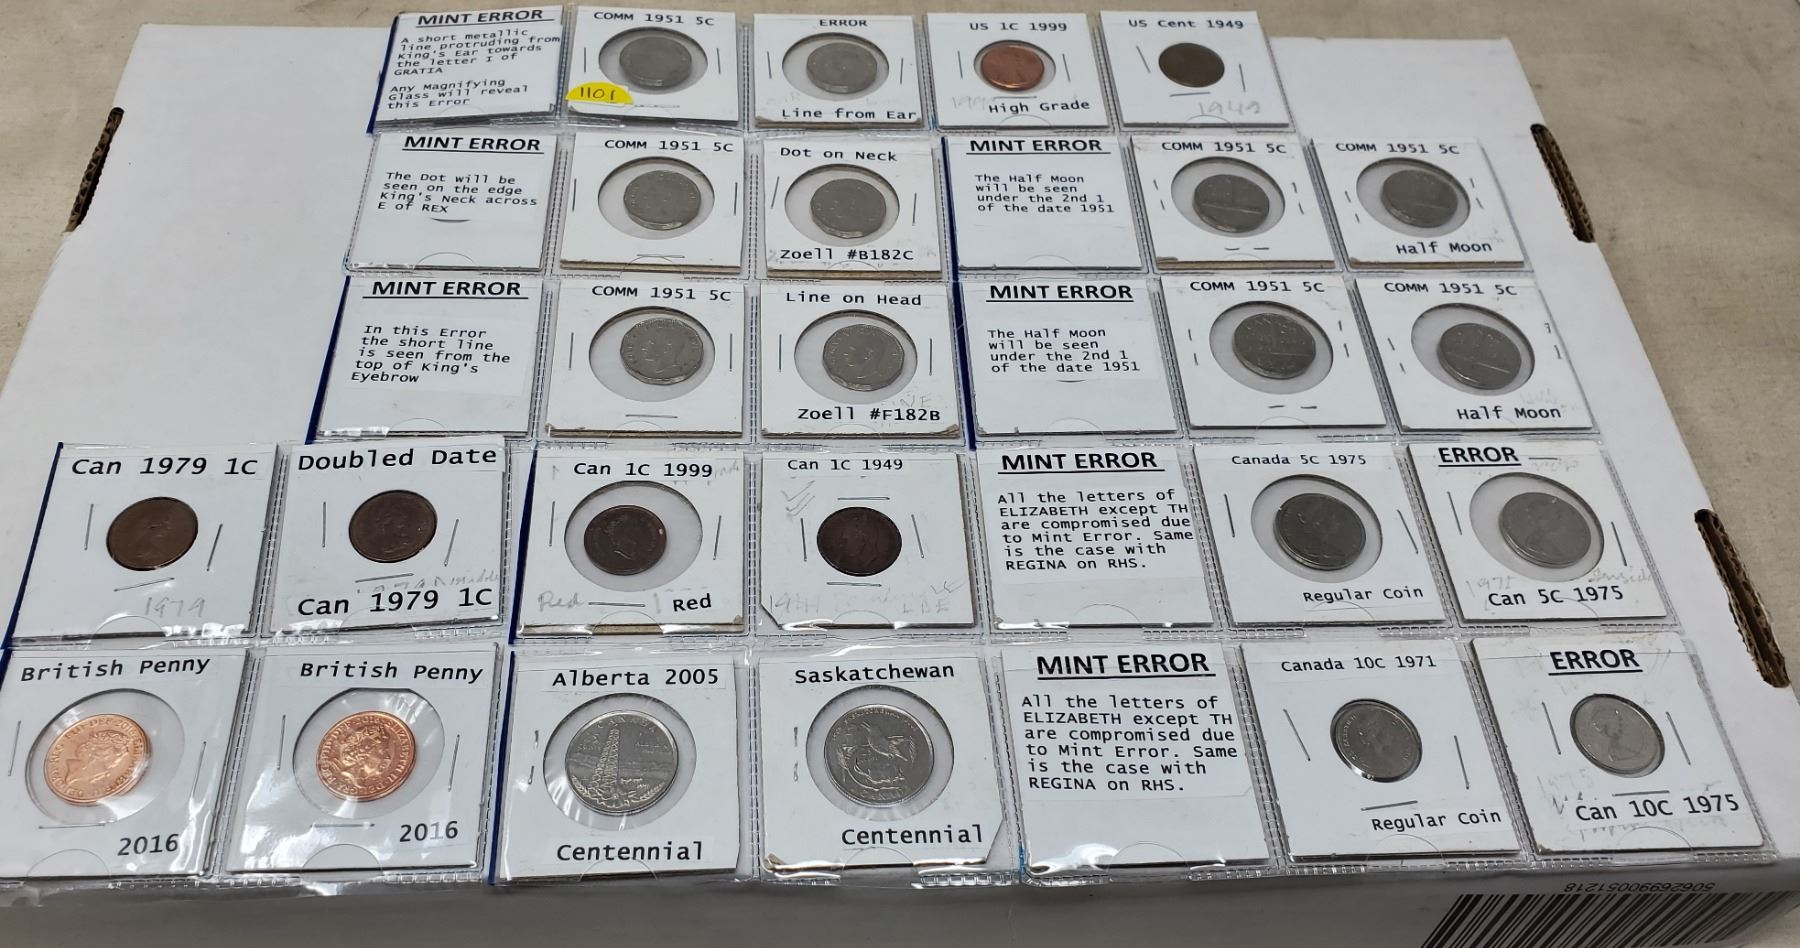 MINT ERROR
A short metallic
line protruding from
King's Ear towards
the letter I of
GRATIA
Any Magnifying
Glass will reveal
this Error
COMM 1951 5C
1101
ERROR
Line from Ear
US 1C 1999
High Grade
US Cent 1949
1949
MINT ERROR
The Dot will be
seen on the edge
King's Neck across
E of REX
COMM 1951 5C
Dot on Neck
Zoell #B182C
MINT ERROR
The Half Moon
will be seen
under the 2nd 1
of the date 1951
COMM 1951 5C
COMM 1951 5C
Half Moon
MINT ERROR
In this Error
the short line
is seen from the
top of King's
Eyebrow
COMM 1951 5C
Line on Head
Zoell #F182B
MINT ERROR
The Half Moon
will be seen
under the 2nd 1
of the date 1951
COMM 1951 5C
COMM 1951 5C
Half Moon
Can 1979 1C
1979
Doubled Date
Can 1979 1C
Can 1C 1999
Red
Red
Can 1C 1949
MINT ERROR
All the letters of
ELIZABETH except TH
are compromised due
to Mint Error. Same
is the case with
REGINA on RHS.
Canada 5C 1975
Regular Coin
ERROR
1975
Can 5C 1975
British Penny
2016
British Penny
2016
Alberta 2005
Centennial
Saskatchewan
Centennial
MINT ERROR
All the letters of
ELIZABETH except TH
are compromised due
to Mint Error. Same
is the case with
REGINA on RHS.
Canada 10C 1971
Regular Coin
ERROR
1975
Can 10C 1975
5062699005121​8